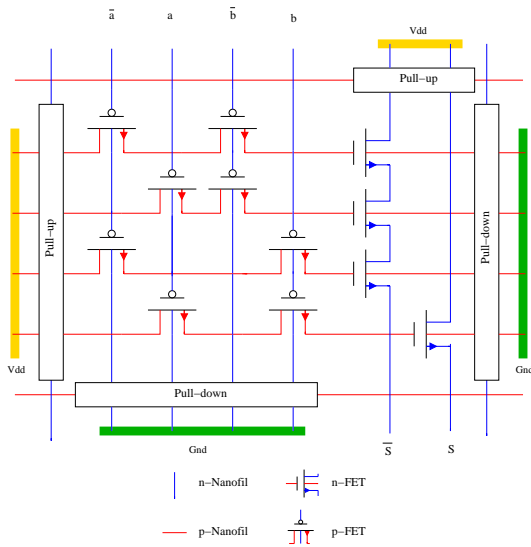 a̅ a b̅ b
Vdd
Pull-up
Pull-up
Pull-down
Vdd
Gnd
Pull-down
Gnd
S̅ S
n-Nanofil n-FET
p-Nanofil p-FET